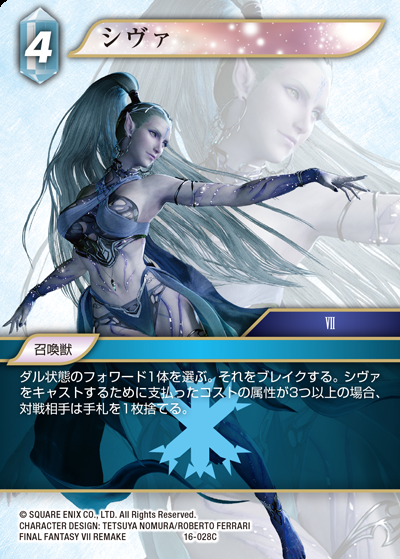 4
シヴァ
VII
召喚獣
ダル状態のフォワード1体を選ぶ。それをブレイクする。シヴァ
をキャストするために支払ったコストの属性が3つ以上の場合、
対戦相手は手札を1枚捨てる。
© SQUARE ENIX CO., LTD. All Rights Reserved.
CHARACTER DESIGN: TETSUYA NOMURA/ROBERTO FERRARI
FINAL FANTASY VII REMAKE 16-028C